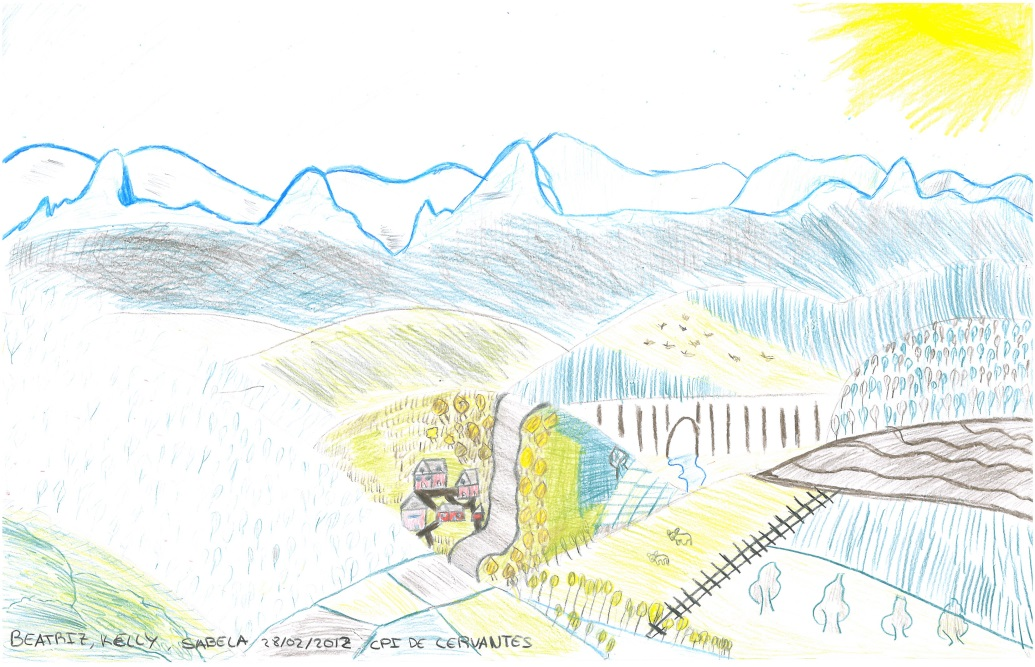 BEATRIZ, KELLY, SABELA 28/02/2012 CPI DE CERVANTES